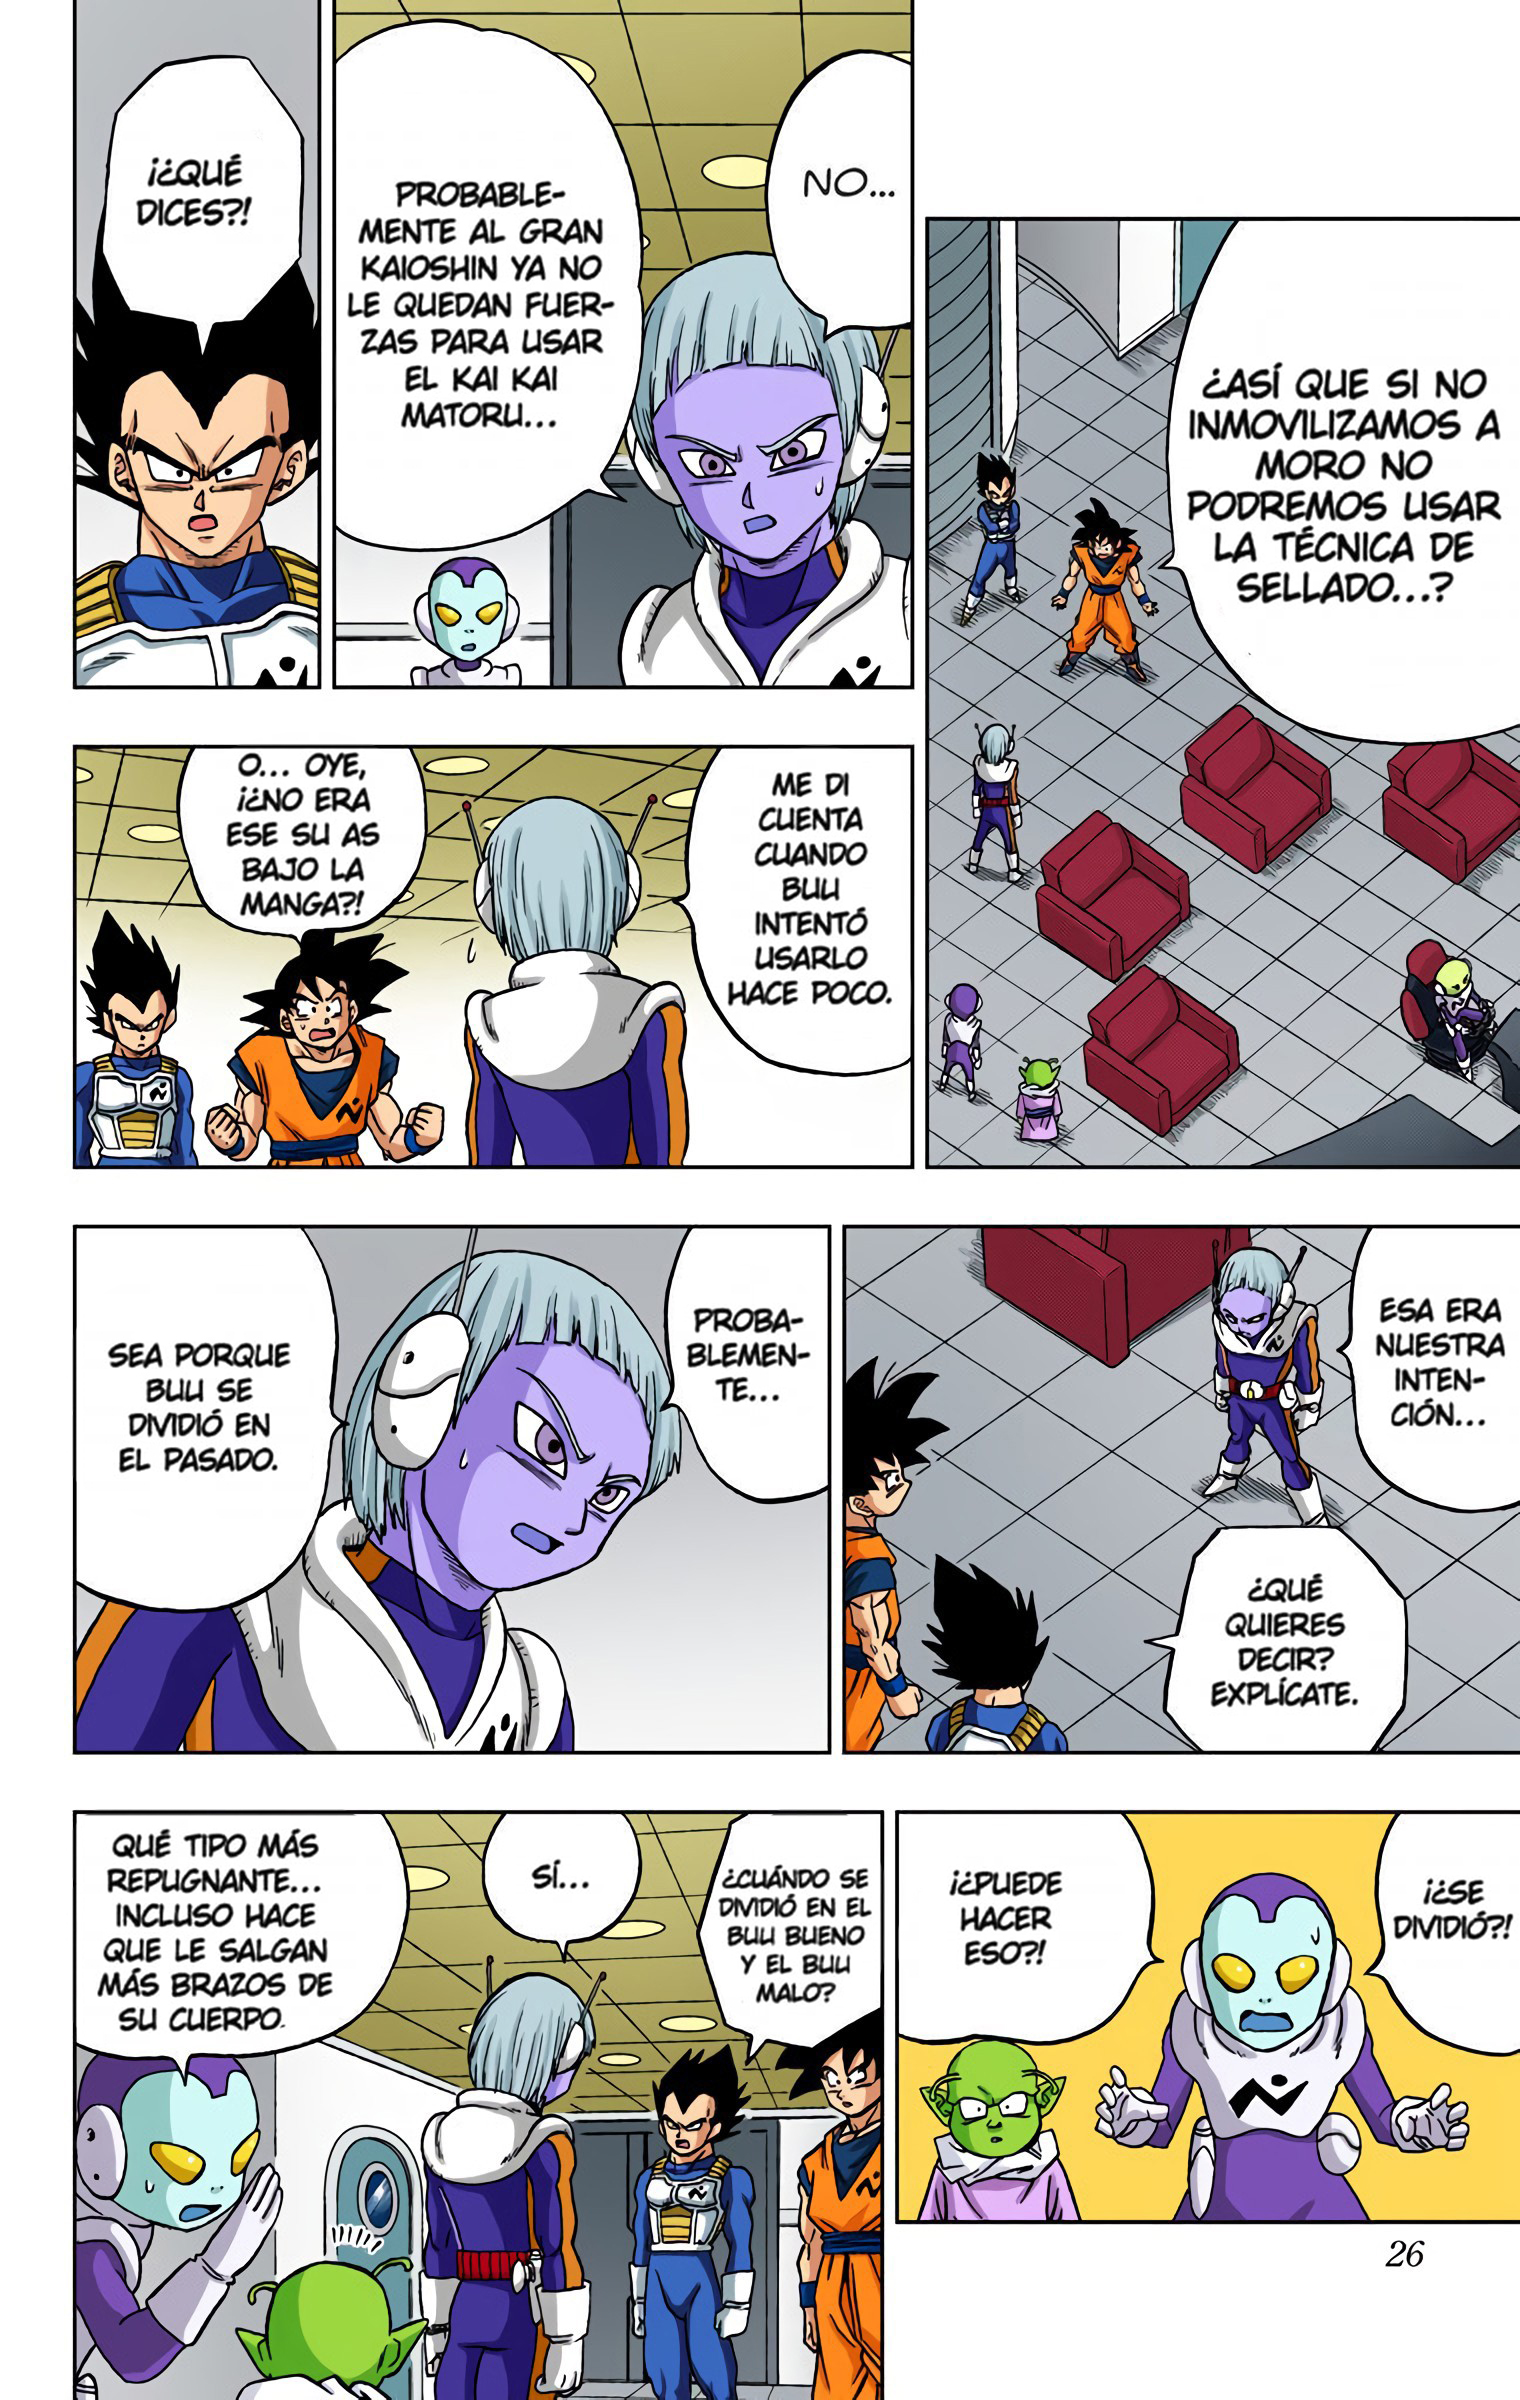 ¿ASÍ QUE SI NO
INMOVILIZAMOS A
MORO NO
PODREMOS USAR
LA TÉCNICA DE
SELLADO...?
NO...
PROBABLE-
MENTE AL GRAN
KAIOSHIN YA NO
LE QUEDAN FUER-
ZAS PARA USAR
EL KAI KAI
MATORU...
¡¿QUÉ
DICES?!
ME DI
CUENTA
CUANDO
BUU
INTENTÓ
USARLO
HACE POCO.
O... OYE,
¡¿NO ERA
ESE SU AS
BAJO LA
MANGA?!
ESA ERA
NUESTRA
INTEN-
CIÓN...
¿QUÉ
QUIERES
DECIR?
EXPLÍCATE.
PROBA-
BLEMEN-
TE...
SEA PORQUE
BUU SE
DIVIDIÓ EN
EL PASADO.
¡¿SE
DIVIDIÓ?!
¡¿PUEDE
HACER
ESO?!
¿CUÁNDO SE
DIVIDIÓ EN EL
BUU BUENO
Y EL BUU
MALO?
SÍ...
QUÉ TIPO MÁS
REPUGNANTE...
INCLUSO HACE
QUE LE SALGAN
MÁS BRAZOS DE
SU CUERPO.
26